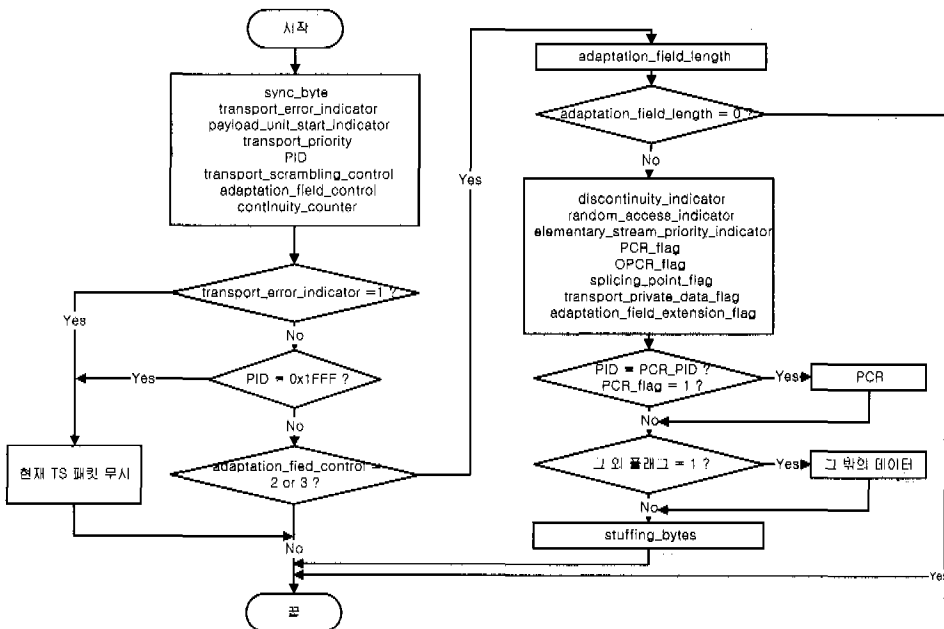 시작
sync_byte
transport_error_indicator
payload_unit_start_indicator
transport_priority
PID
transport_scrambling_control
adaptation_field_control
continuity_counter
transport_error_indicator =1 ?
Yes
No
PID = 0x1FFF ?
Yes
No
현재 TS 패킷 무시
adaptation_fied_control =
2 or 3 ?
Yes
No
끝
adaptation_field_length
adaptation_field_length = 0 ?
No
discontinuity_indicator
random_access_indicator
elementary_stream_priority_indicator
PCR_flag
OPCR_flag
splicing_point_flag
transport_private_data_flag
adaptation_field_extension_flag
PID = PCR_PID ?
PCR_flag = 1 ?
Yes
PCR
No
그 외 플래그 = 1 ?
Yes
그 밖의 데이터
No
stuffing_bytes
Yes